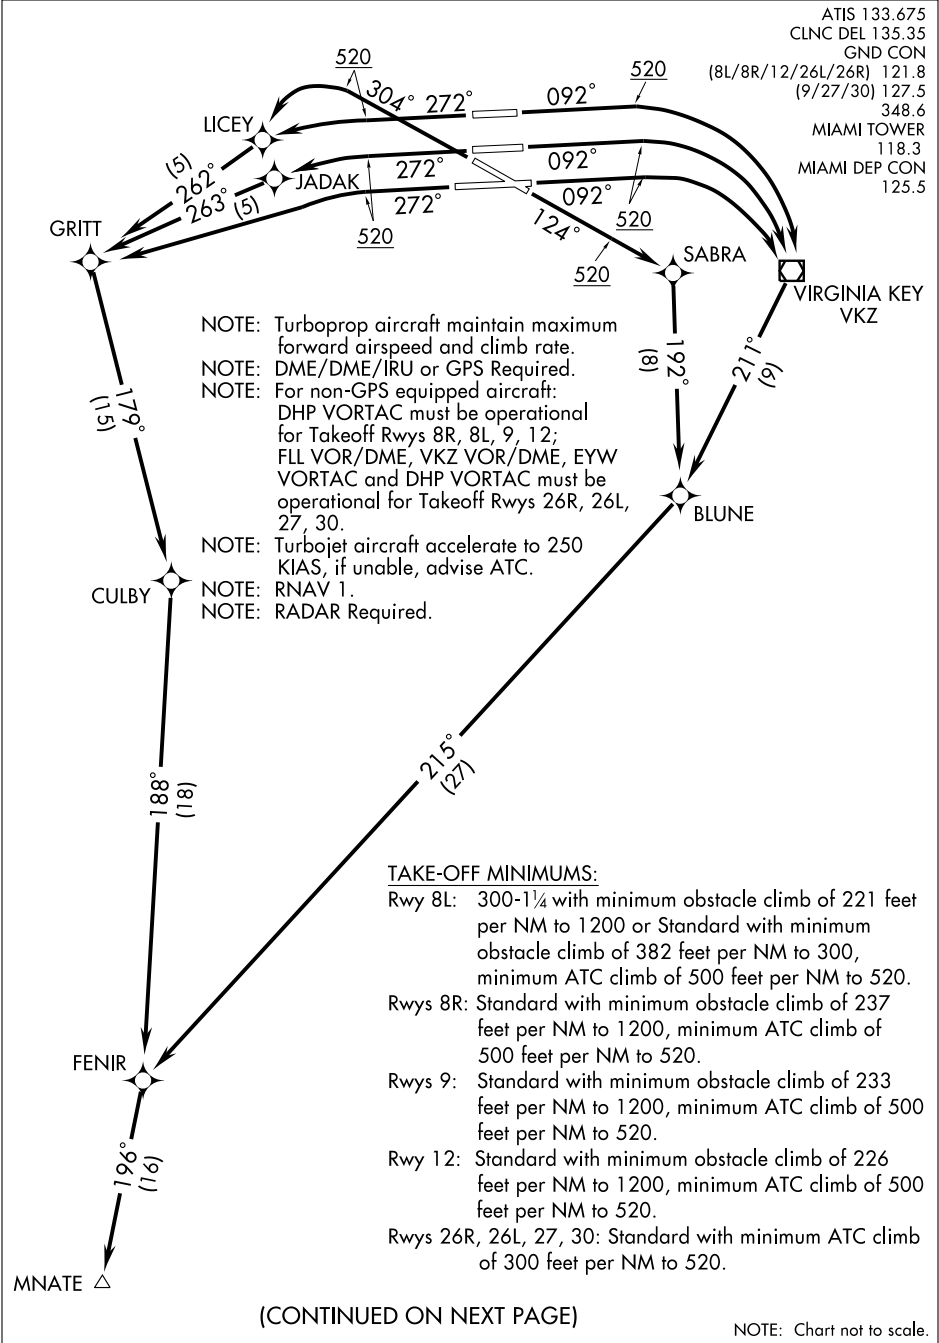 ATIS 133.675
CLNC DEL 135.35
GND CON
(8L/8R/12/26L/26R) 121.8
(9/27/30) 127.5
348.6
MIAMI TOWER
118.3
MIAMI DEP CON
125.5
520
520
304°
272°
092°
LICEY
(5)
262°
272°
092°
JADAK
263°
(5)
272°
092°
520
520
GRITT
124°
520
SABRA
VIRGINIA KEY
VKZ
192°
(8)
211°
(9)
179°
(15)
NOTE: Turboprop aircraft maintain maximum
forward airspeed and climb rate.
NOTE: DME/DME/IRU or GPS Required.
NOTE: For non-GPS equipped aircraft:
DHP VORTAC must be operational
for Takeoff Rwys 8R, 8L, 9, 12;
FLL VOR/DME, VKZ VOR/DME, EYW
VORTAC and DHP VORTAC must be
operational for Takeoff Rwys 26R, 26L,
27, 30.
NOTE: Turbojet aircraft accelerate to 250
KIAS, if unable, advise ATC.
NOTE: RNAV 1.
NOTE: RADAR Required.
BLUNE
CULBY
215°
(27)
188°
(18)
TAKE-OFF MINIMUMS:
Rwy 8L: 300-1¼ with minimum obstacle climb of 221 feet
per NM to 1200 or Standard with minimum
obstacle climb of 382 feet per NM to 300,
minimum ATC climb of 500 feet per NM to 520.
Rwys 8R: Standard with minimum obstacle climb of 237
feet per NM to 1200, minimum ATC climb of
500 feet per NM to 520.
Rwys 9: Standard with minimum obstacle climb of 233
feet per NM to 1200, minimum ATC climb of 500
feet per NM to 520.
Rwy 12: Standard with minimum obstacle climb of 226
feet per NM to 1200, minimum ATC climb of 500
feet per NM to 520.
Rwys 26R, 26L, 27, 30: Standard with minimum ATC climb
of 300 feet per NM to 520.
FENIR
196°
(16)
MNATE
(CONTINUED ON NEXT PAGE)
NOTE: Chart not to scale.